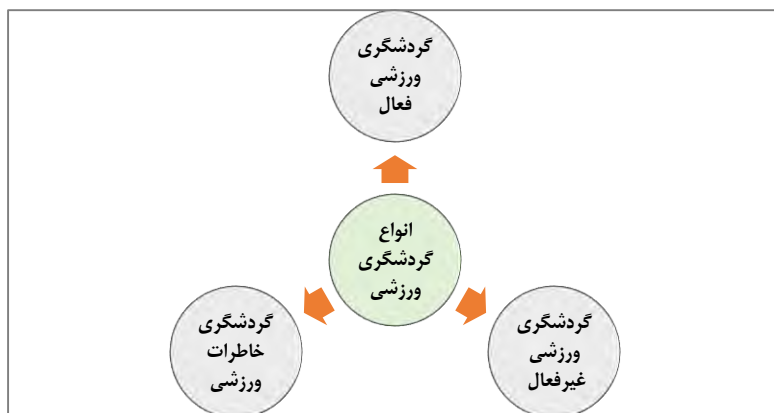 گردشگری
ورزشی
فعال
انواع
گردشگری
ورزشی
گردشگری
ورزشی
غیرفعال
گردشگری
خاطرات
ورزشی